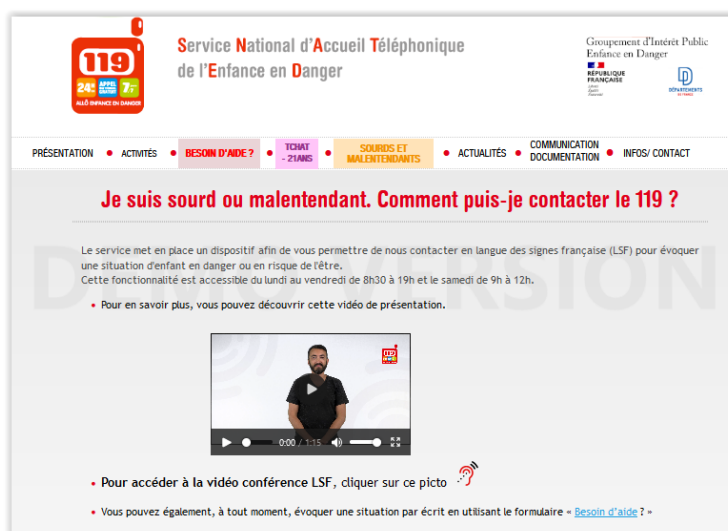 119
24h APPEL GRATUIT 7j
ALLÔ ENFANCE EN DANGER
Service National d'Accueil Téléphonique
de l'Enfance en Danger
Groupement d'Intérêt Public
Enfance en Danger
RÉPUBLIQUE
FRANÇAISE
DÉPARTEMENTS
DE FRANCE
PRÉSENTATION • ACTIVITÉS • BESOIN D'AIDE ? • TCHAT - 21ANS • SOURDS ET MALENTENDANTS • ACTUALITÉS • COMMUNICATION DOCUMENTATION • INFOS/ CONTACT
Je suis sourd ou malentendant. Comment puis-je contacter le 119 ?
DEMO VERSION
Le service met en place un dispositif afin de vous permettre de nous contacter en langue des signes française (LSF) pour évoquer
une situation d'enfant en danger ou en risque de l'être.
Cette fonctionnalité est accessible du lundi au vendredi de 8h30 à 19h et le samedi de 9h à 12h.
• Pour en savoir plus, vous pouvez découvrir cette vidéo de présentation.
119
0:00 / 1:15
• Pour accéder à la vidéo conférence LSF, cliquer sur ce picto
• Vous pouvez également, à tout moment, évoquer une situation par écrit en utilisant le formulaire « Besoin d'aide ? »